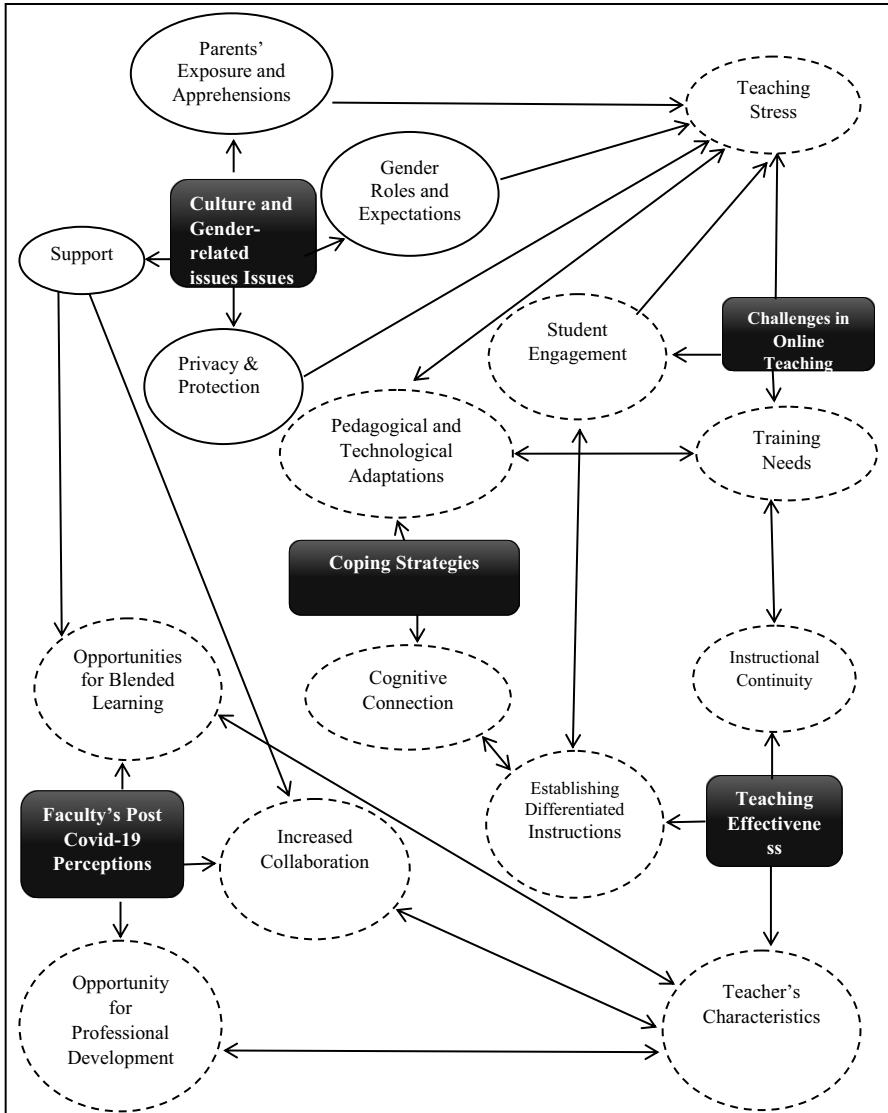 Parents’
Exposure and
Apprehensions
Teaching
Stress
Gender
Roles and
Expectations
Culture and
Gender-
related
issues Issues
Support
Student
Engagement
Challenges in
Online
Teaching
Privacy &
Protection
Pedagogical and
Technological
Adaptations
Training
Needs
Coping Strategies
Opportunities
for Blended
Learning
Cognitive
Connection
Instructional
Continuity
Faculty’s Post
Covid-19
Perceptions
Increased
Collaboration
Establishing
Differentiated
Instructions
Teaching
Effectivene
ss
Opportunity
for
Professional
Development
Teacher’s
Characteristics